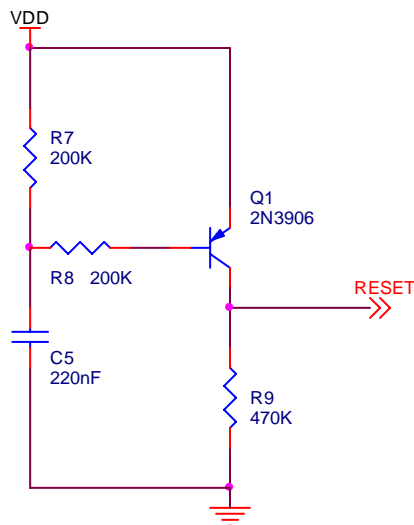 VDD
R7
200K
Q1
2N3906
R8 200K
RESET
C5
220nF
R9
470K